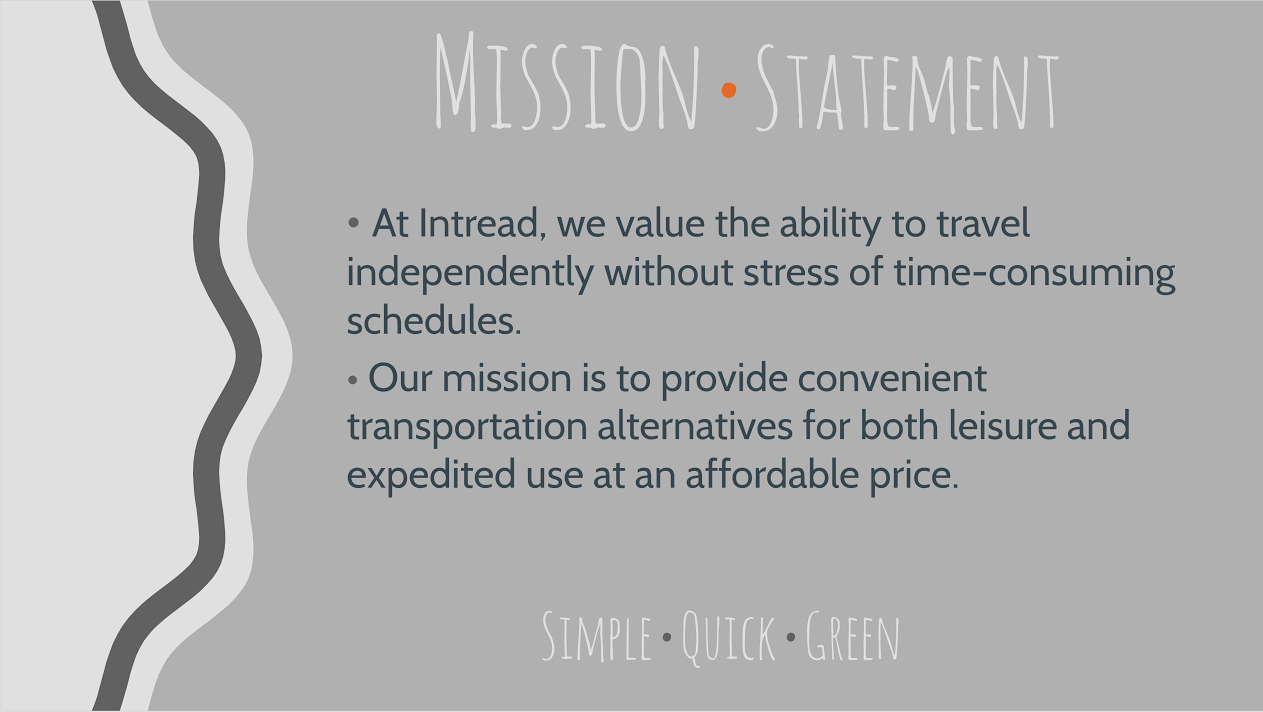 Mission • Statement
• At Intread, we value the ability to travel
independently without stress of time-consuming
schedules.
• Our mission is to provide convenient
transportation alternatives for both leisure and
expedited use at an affordable price.
Simple • Quick • Green